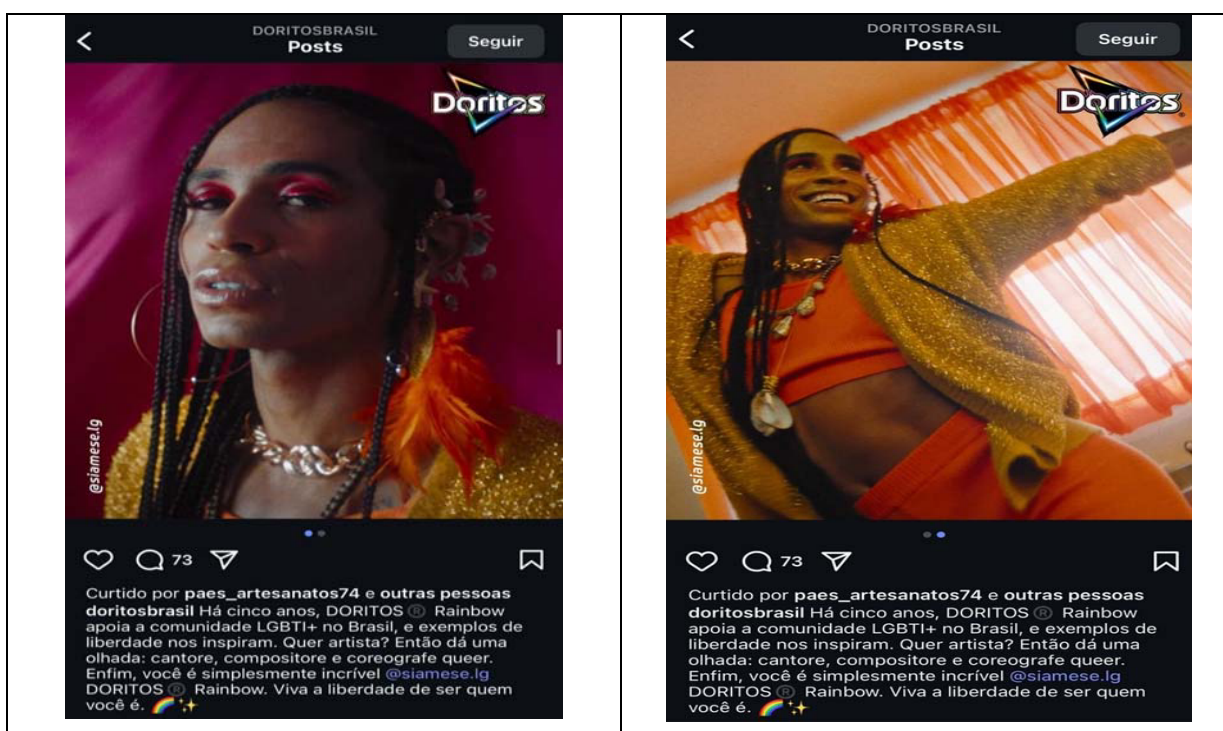 DORITOSBRASIL
Posts
Seguir
Doritos
@siamese.lg
73
Curtido por paes_artesanatos74 e outras pessoas
doritosbrasil Há cinco anos, DORITOS ® Rainbow
apoia a comunidade LGBTI+ no Brasil, e exemplos de
liberdade nos inspiram. Quer artista? Então dá uma
olhada: cantore, compositore e coreografe queer.
Enfim, você é simplesmente incrível @siamese.lg
DORITOS ® Rainbow. Viva a liberdade de ser quem
você é. 🌈✨
DORITOSBRASIL
Posts
Seguir
Doritos
@siamese.lg
73
Curtido por paes_artesanatos74 e outras pessoas
doritosbrasil Há cinco anos, DORITOS ® Rainbow
apoia a comunidade LGBTI+ no Brasil, e exemplos de
liberdade nos inspiram. Quer artista? Então dá uma
olhada: cantore, compositore e coreografe queer.
Enfim, você é simplesmente incrível @siamese.lg
DORITOS ® Rainbow. Viva a liberdade de ser quem
você é. 🌈✨